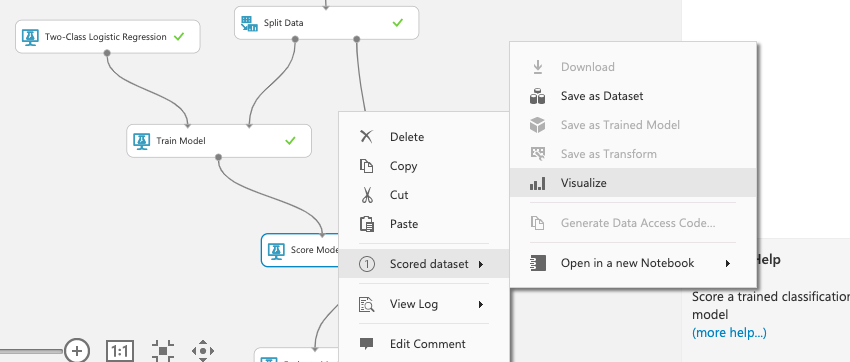 Split Data
Two-Class Logistic Regression
Download
Save as Dataset
Save as Trained Model
Save as Transform
Visualize
Generate Data Access Code...
Open in a new Notebook
Train Model
Delete
Copy
Cut
Paste
Score
1 Scored dataset
View Log
Edit Comment
1:1
Help
Score a trained classification
model
(more help...)